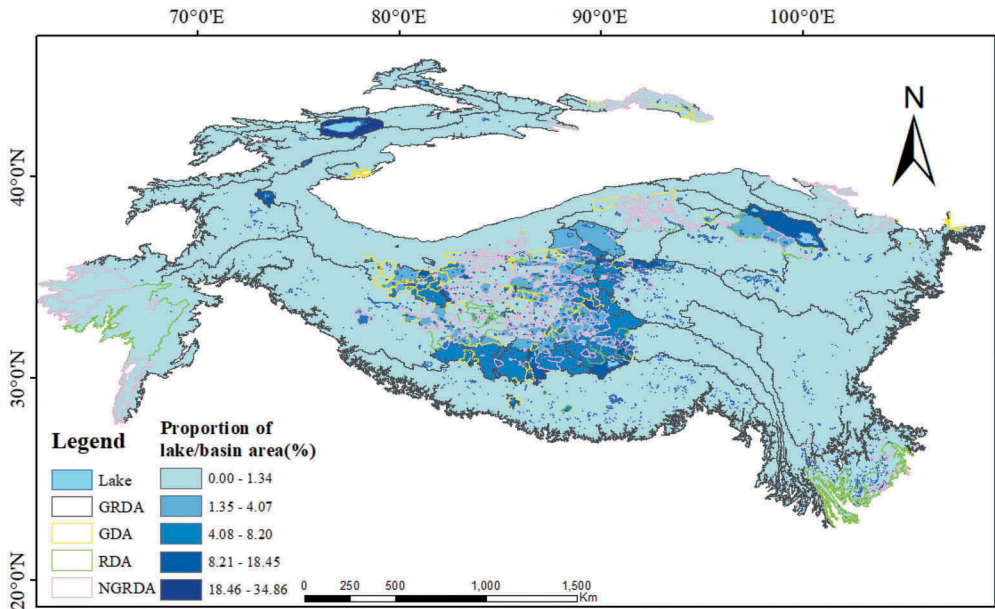 70°0'E 80°0'E 90°0'E 100°0'E
N
40°0'N
30°0'N
20°0'N
Legend
Lake
GRDA
GDA
RDA
NGRDA
Proportion of
lake/basin area(%)
0.00 - 1.34
1.35 - 4.07
4.08 - 8.20
8.21 - 18.45
18.46 - 34.86
0 250 500 1,000 1,500
Km